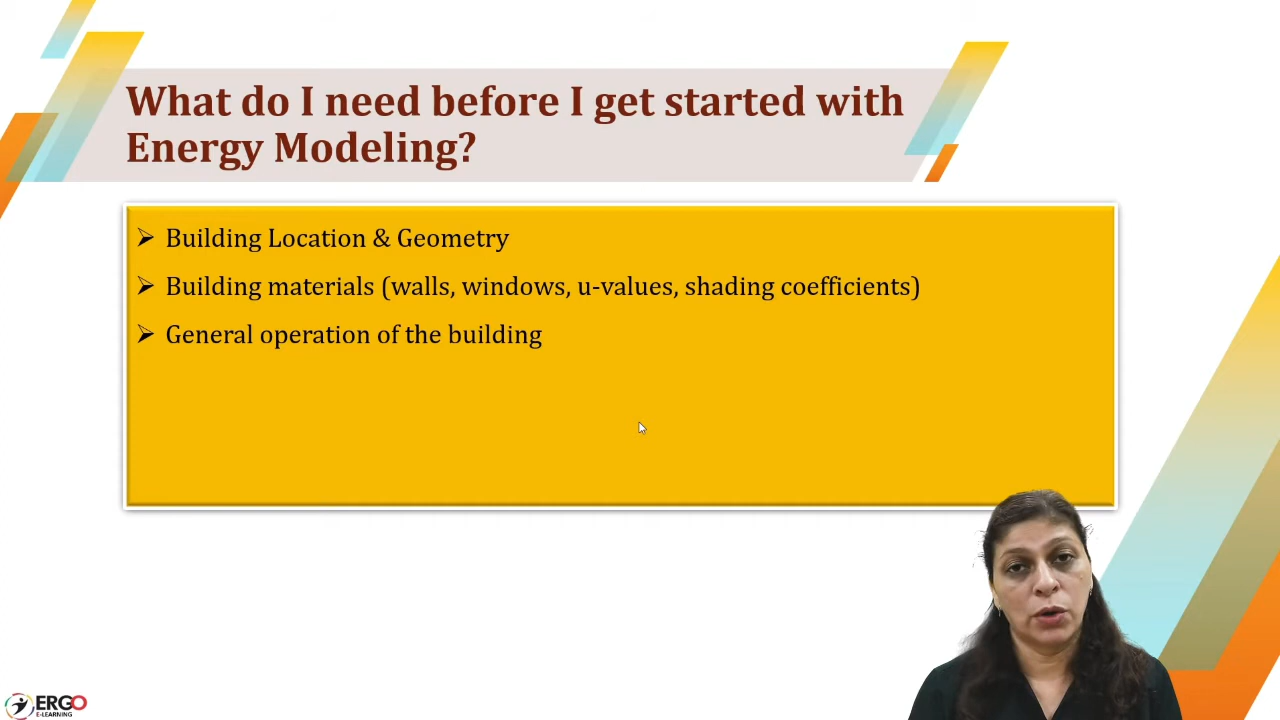 What do I need before I get started with
Energy Modeling?
➢ Building Location & Geometry
➢ Building materials (walls, windows, u-values, shading coefficients)
➢ General operation of the building
ERGO
E-LEARNING